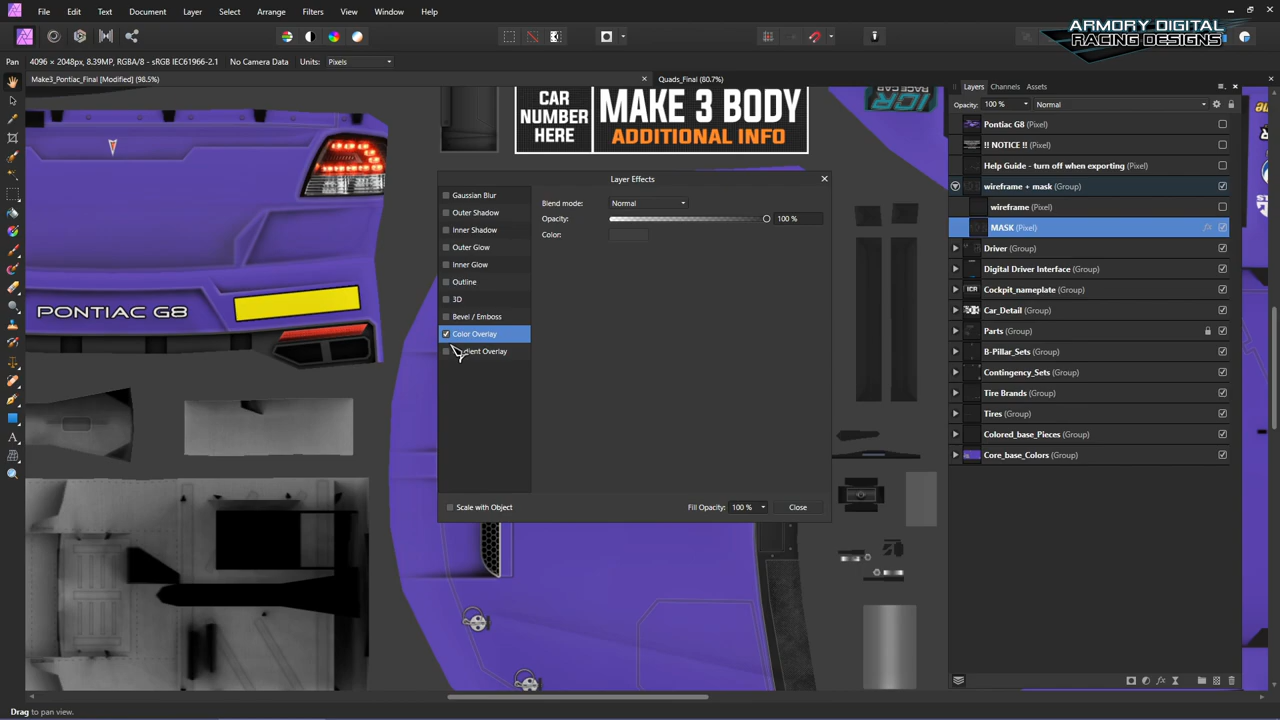 File Edit Text Document Layer Select Arrange Filters View Window Help
ARMORY DIGITAL
RACING DESIGNS
Pan 4096 × 2048px, 8.39MP, RGBA/8 - sRGB IEC61966-2.1 No Camera Data Units: Pixels
Make3_Pontiac_Final [Modified] (98.5%)
Quads_Final (80.7%)
CAR
NUMBER
HERE
MAKE 3 BODY
ADDITIONAL INFO
RACE CAR
ICR
PONTIAC G8
Layer Effects
Gaussian Blur
Outer Shadow
Inner Shadow
Outer Glow
Inner Glow
Outline
3D
Bevel / Emboss
Color Overlay
dient Overlay
Blend mode: Normal
Opacity: 100 %
Color:
Scale with Object
Fill Opacity: 100 %
Close
Layers Channels Assets
Opacity: 100 % Normal
Pontiac G8 (Pixel)
!! NOTICE !! (Pixel)
Help Guide - turn off when exporting (Pixel)
wireframe + mask (Group)
wireframe (Pixel)
MASK (Pixel) fx
Driver (Group)
Digital Driver Interface (Group)
ICR Cockpit_nameplate (Group)
Car_Detail (Group)
Parts (Group)
B-Pillar_Sets (Group)
Contingency_Sets (Group)
Tire Brands (Group)
Tires (Group)
Colored_base_Pieces (Group)
Core_base_Colors (Group)
Drag to pan view.